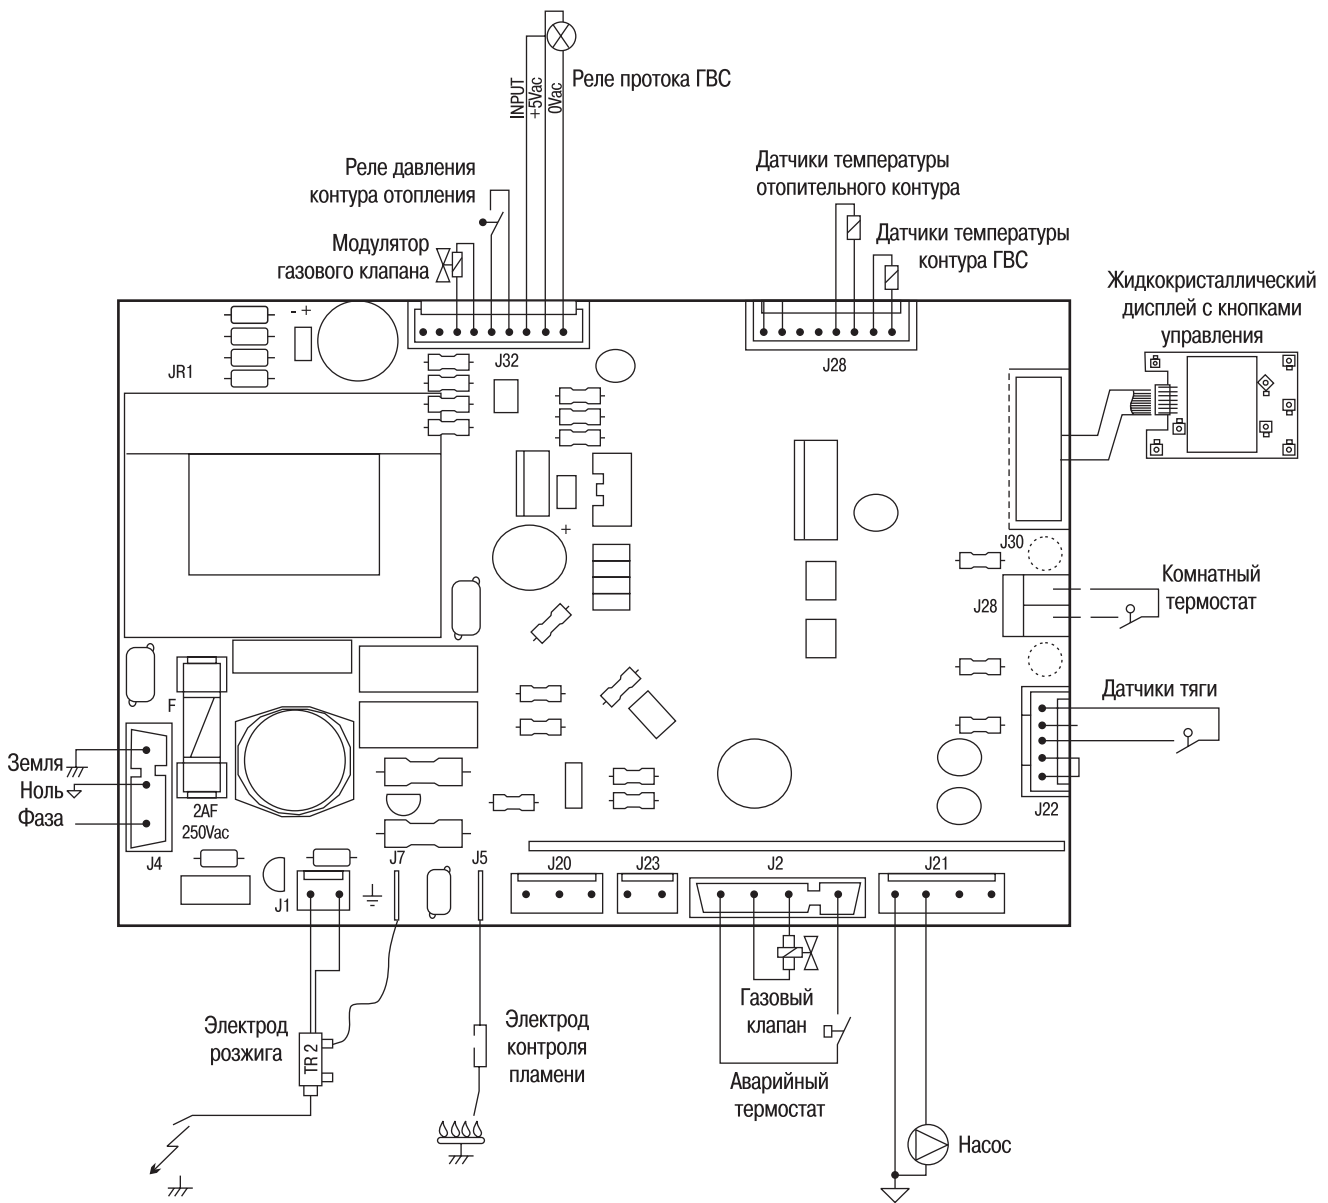 INPUT
+5Vac
0Vac
Реле протока ГВС
Реле давления
контура отопления
Модулятор
газового клапана
Датчики температуры
отопительного контура
Датчики температуры
контура ГВС
Жидкокристаллический
дисплей с кнопками
управления
- +
JR1
J32
J28
+
J30
J28
Комнатный
термостат
Датчики тяги
J22
F
2AF
250Vac
Земля
Ноль
Фаза
J4
J1
J7
J5
J20
J23
J2
J21
Электрод
розжига
TR 2
Электрод
контроля
пламени
Газовый
клапан
Аварийный
термостат
Насос